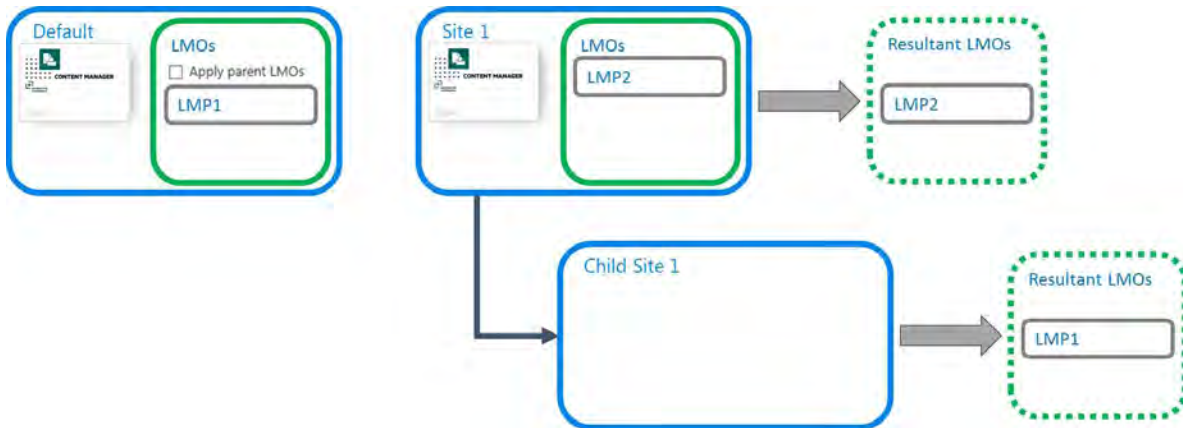 Default
LMOs
CONTENT MANAGER
Apply parent LMOs
LMP1
Site 1
LMOs
CONTENT MANAGER
LMP2
Resultant LMOs
LMP2
Child Site 1
Resultant LMOs
LMP1